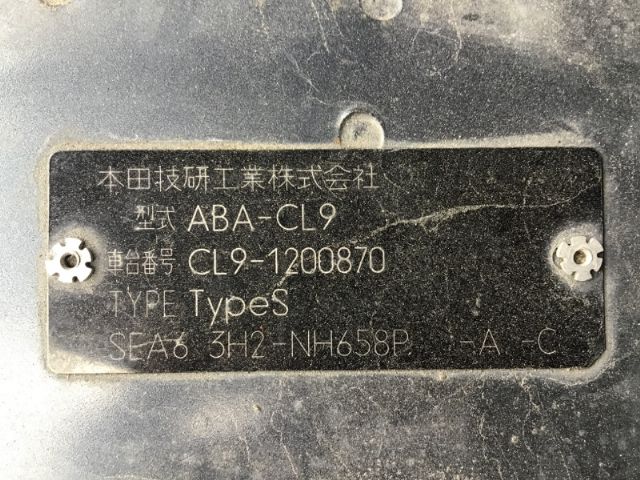 本田技研工業株式会社
型式 ABA-CL9
車台番号 CL9-1200870
TYPE TypeS
SEA6 3H2-NH658P -A -C